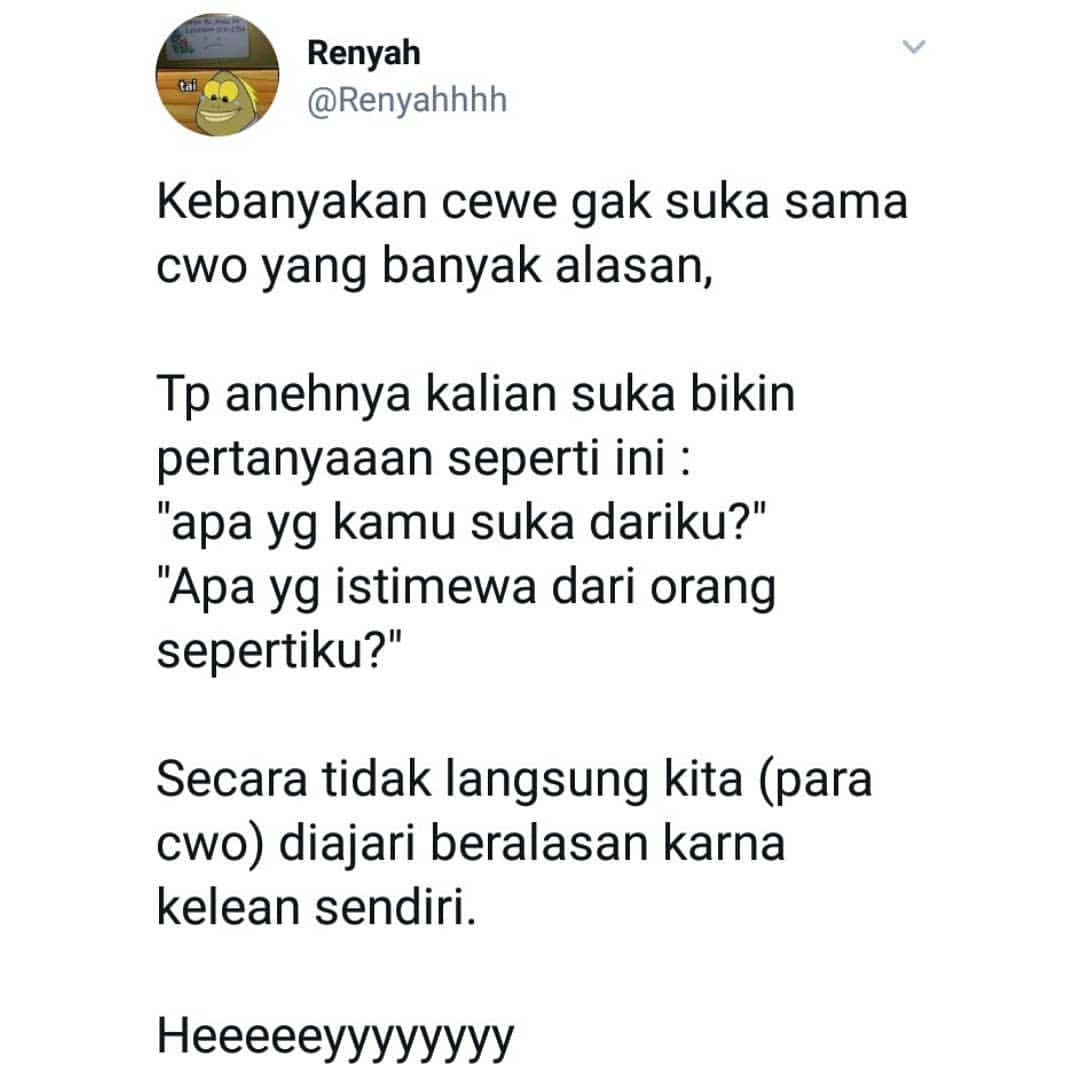 Renyah
@Renyahhhh
tai
Kebanyakan cewe gak suka sama
cwo yang banyak alasan,
Tp anehnya kalian suka bikin
pertanyaaan seperti ini :
"apa yg kamu suka dariku?"
"Apa yg istimewa dari orang
sepertiku?"
Secara tidak langsung kita (para
cwo) diajari beralasan karna
kelean sendiri.
Heeeeeyyyyyyyy